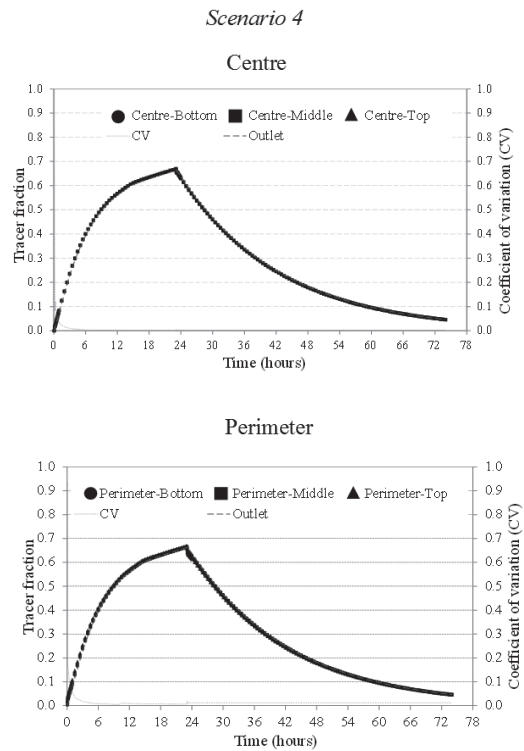 Scenario 4
Centre
1.0 1.0
0.9 0.9
Centre-Bottom Centre-Middle Centre-Top
0.8 0.8
CV Outlet
0.7 0.7
0.6 0.6
0.5 0.5
0.4 0.4
0.3 0.3
0.2 0.2
0.1 0.1
0.0 0.0
Tracer fraction
Coefficient of variation (CV)
0 6 12 18 24 30 36 42 48 54 60 66 72 78
Time (hours)
Perimeter
1.0 1.0
0.9 0.9
Perimeter-Bottom Perimeter-Middle Perimeter-Top
0.8 0.8
CV Outlet
0.7 0.7
0.6 0.6
0.5 0.5
0.4 0.4
0.3 0.3
0.2 0.2
0.1 0.1
0.0 0.0
Tracer fraction
Coefficient of variation (CV)
0 6 12 18 24 30 36 42 48 54 60 66 72 78
Time (hours)